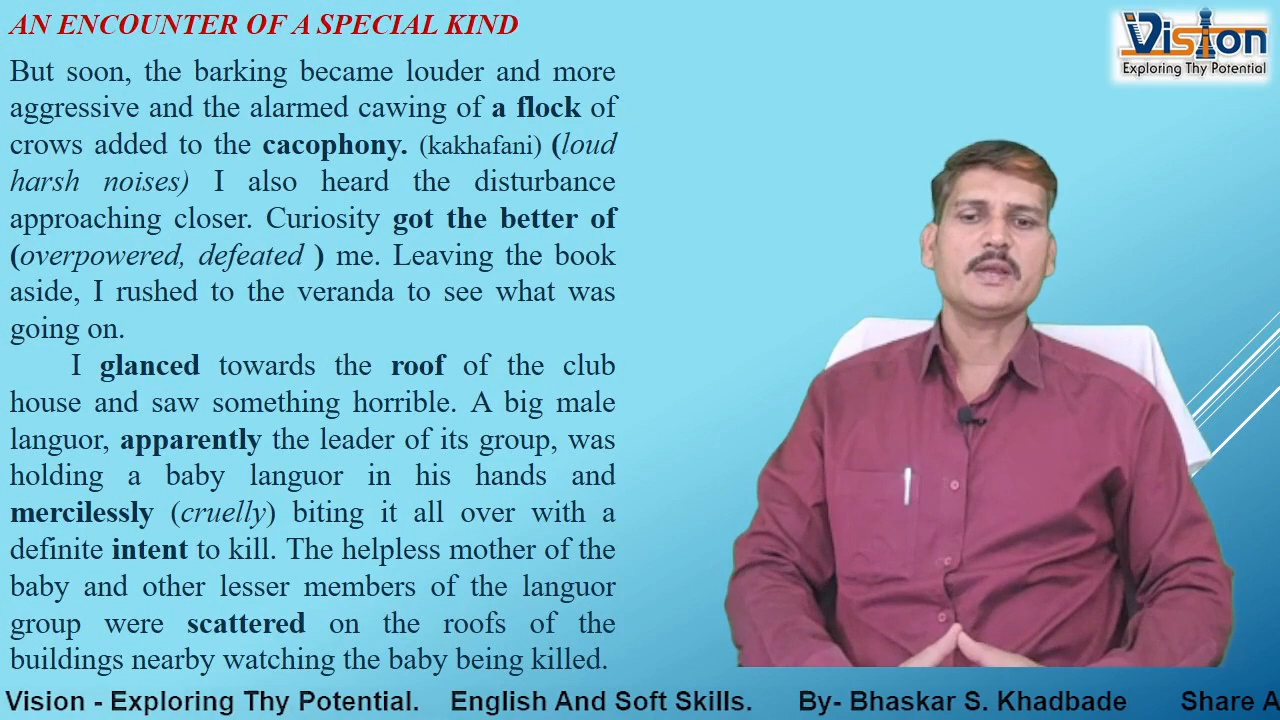 AN ENCOUNTER OF A SPECIAL KIND
But soon, the barking became louder and more
aggressive and the alarmed cawing of a flock of
crows added to the cacophony. (kakhafani) (loud
harsh noises) I also heard the disturbance
approaching closer. Curiosity got the better of
(overpowered, defeated ) me. Leaving the book
aside, I rushed to the veranda to see what was
going on.
I glanced towards the roof of the club
house and saw something horrible. A big male
languor, apparently the leader of its group, was
holding a baby languor in his hands and
mercilessly (cruelly) biting it all over with a
definite intent to kill. The helpless mother of the
baby and other lesser members of the languor
group were scattered on the roofs of the
buildings nearby watching the baby being killed.
Vision
Exploring Thy Potential
Vision - Exploring Thy Potential. English And Soft Skills. By- Bhaskar S. Khadbade Share A